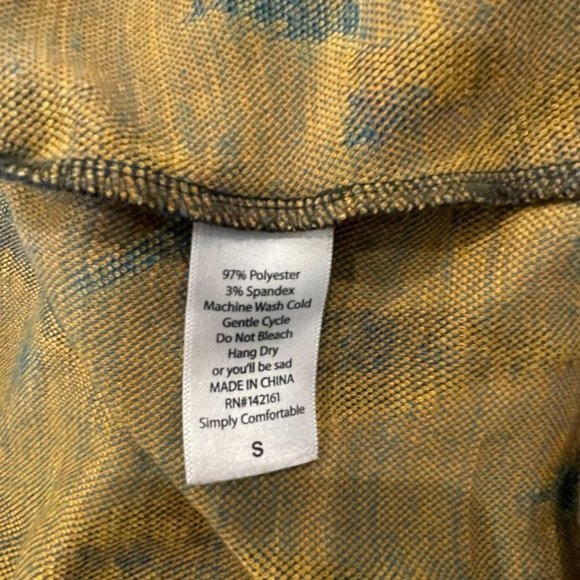 97% Polyester
3% Spandex
Machine Wash Cold
Gentle Cycle
Do Not Bleach
Hang Dry
or you'll be sad
MADE IN CHINA
RN#142161
Simply Comfortable
S